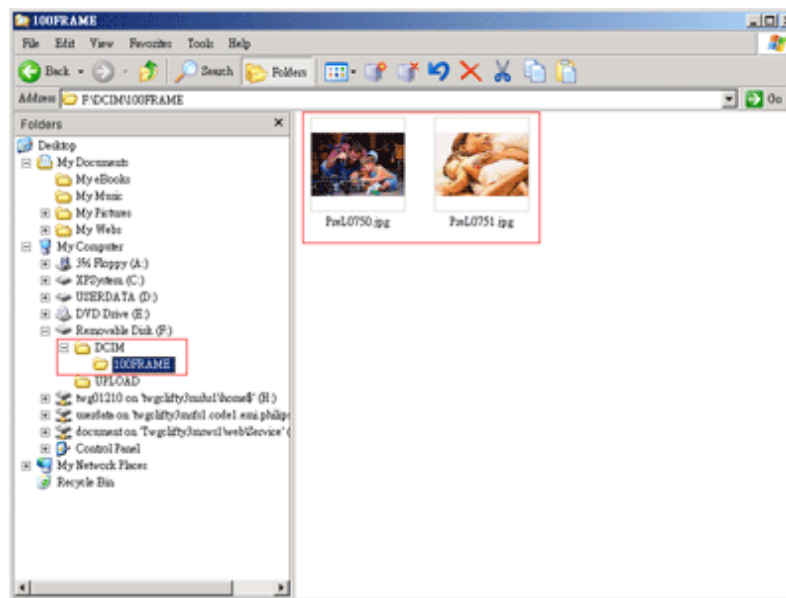 100FRAME
File Edit View Favorites Tools Help
Back Search Folders
Address F:\DCIM\100FRAME Go
Folders
Desktop
My Documents
My eBooks
My Music
My Pictures
My Webs
My Computer
3½ Floppy (A:)
XPSystem (C:)
USERDATA (D:)
DVD Drive (E:)
Removable Disk (F:)
DCIM
100FRAME
UPLOAD
(H:)
document on
Control Panel
My Network Places
Recycle Bin
PreL0750.jpg
PreL0751.jpg